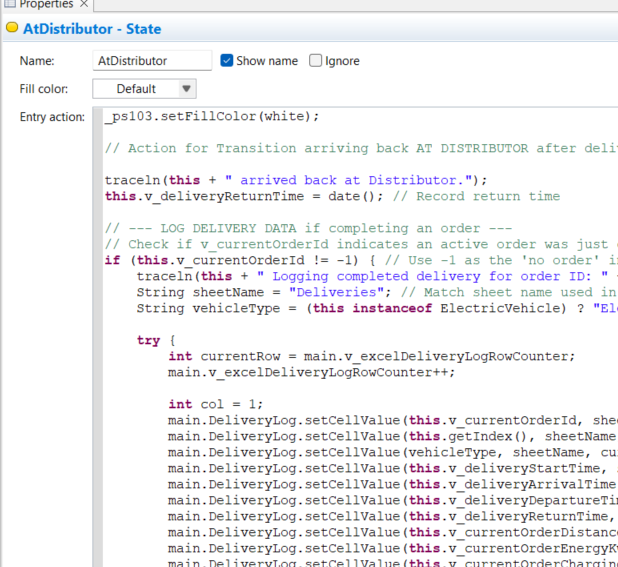 Properties
AtDistributor - State
Name: AtDistributor Show name Ignore
Fill color: Default
Entry action: _ps103.setFillColor(white);
// Action for Transition arriving back AT DISTRIBUTOR after
traceln(this + " arrived back at Distributor.");
this.v_deliveryReturnTime = date(); // Record return time
// --- LOG DELIVERY DATA if completing an order ---
// Check if v_currentOrderId indicates an active order was just
if (this.v_currentOrderId != -1) { // Use -1 as the 'no order'
traceln(this + " Logging completed delivery for order ID: "
String sheetName = "Deliveries"; // Match sheet name used in
String vehicleType = (this instanceof ElectricVehicle) ?
try {
int currentRow = main.v_excelDeliveryLogRowCounter;
main.v_excelDeliveryLogRowCounter++;
int col = 1;
main.DeliveryLog.setCellValue(this.v_currentOrderId,
main.DeliveryLog.setCellValue(this.getIndex(), sheetName
main.DeliveryLog.setCellValue(vehicleType, sheetName,
main.DeliveryLog.setCellValue(this.v_deliveryStartTime,
main.DeliveryLog.setCellValue(this.v_deliveryArrivalTime
main.DeliveryLog.setCellValue(this.v_deliveryDepartureTim
main.DeliveryLog.setCellValue(this.v_deliveryReturnTime,
main.DeliveryLog.setCellValue(this.v_currentOrderDistanc
main.DeliveryLog.setCellValue(this.v_currentOrderEnergyK
main.DeliveryLog.setCellValue(this.v_currentOrderChargin